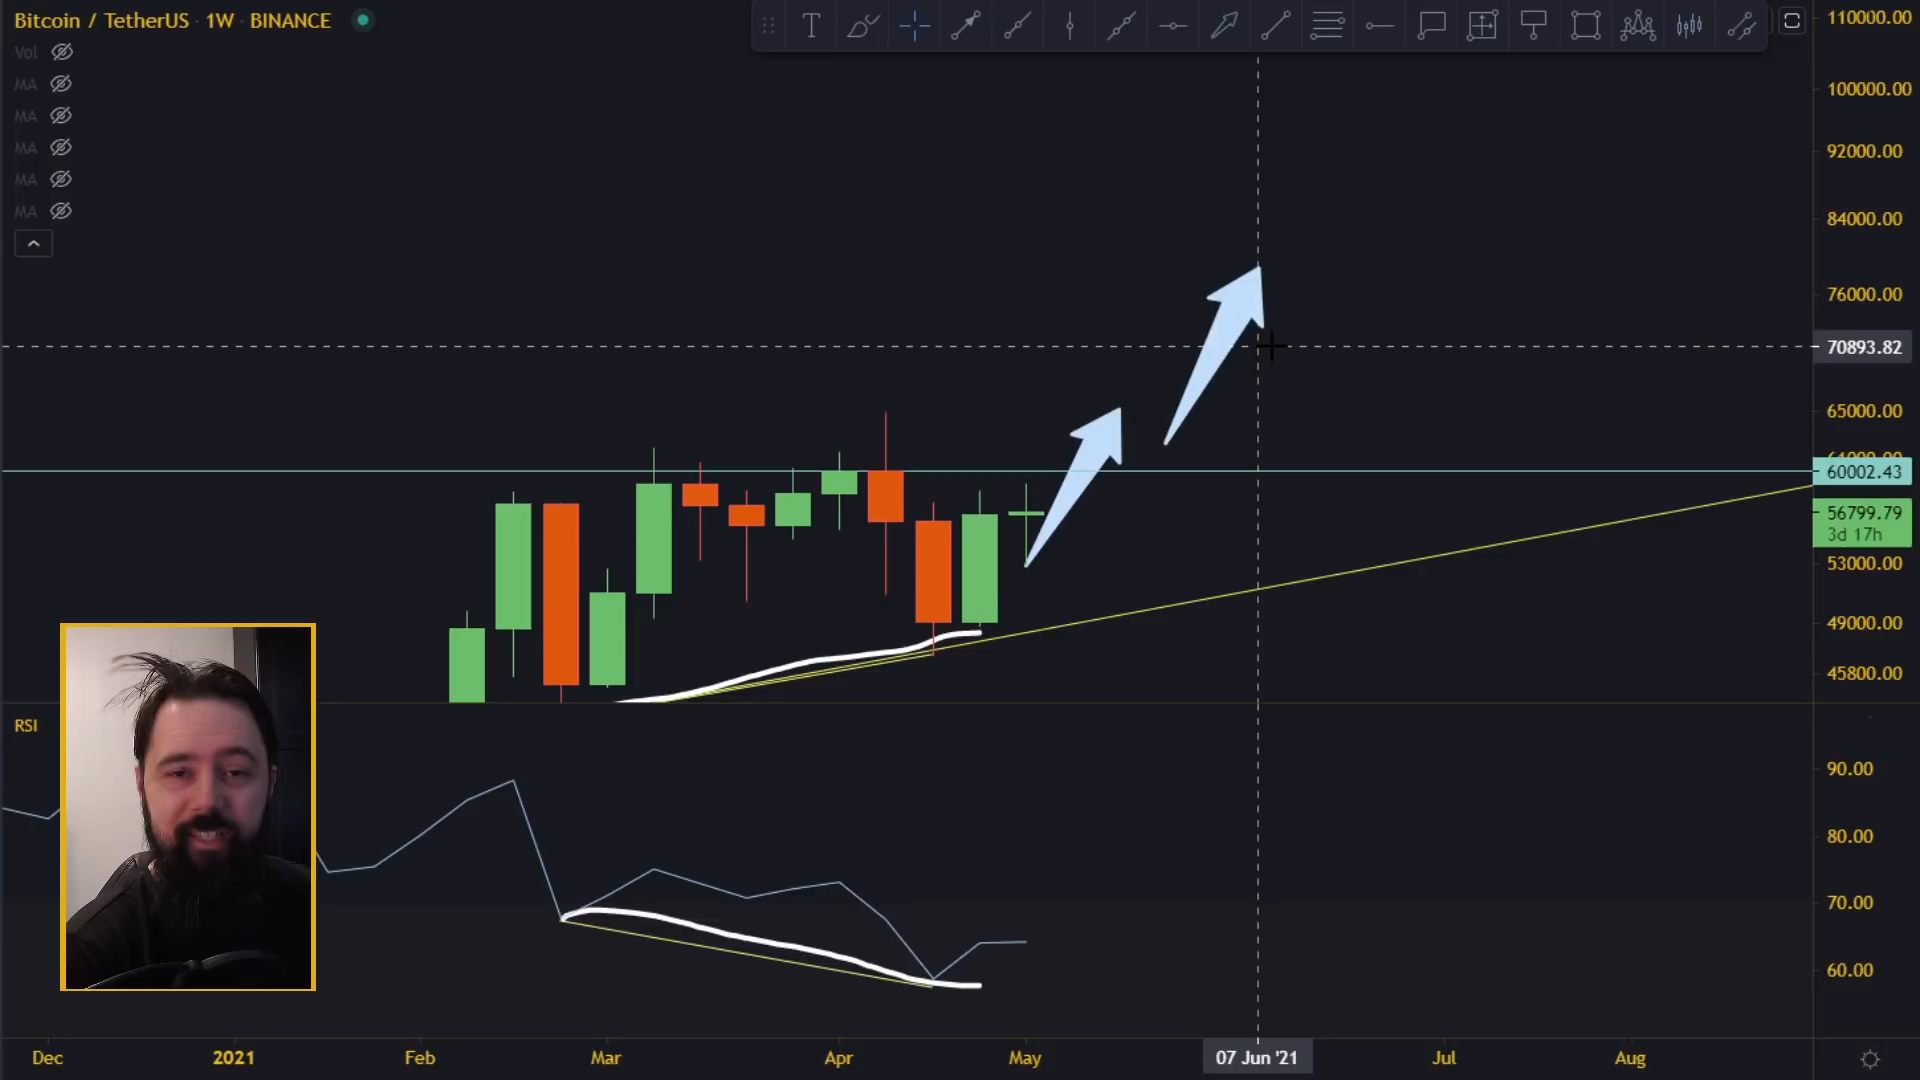 Bitcoin / TetherUS · 1W · BINANCE
Vol
MA
MA
MA
MA
MA
T
110000.00
100000.00
92000.00
84000.00
76000.00
70893.82
65000.00
60002.43
56799.79
3d 17h
53000.00
49000.00
45800.00
RSI
90.00
80.00
70.00
60.00
Dec
2021
Feb
Mar
Apr
May
07 Jun '21
Jul
Aug